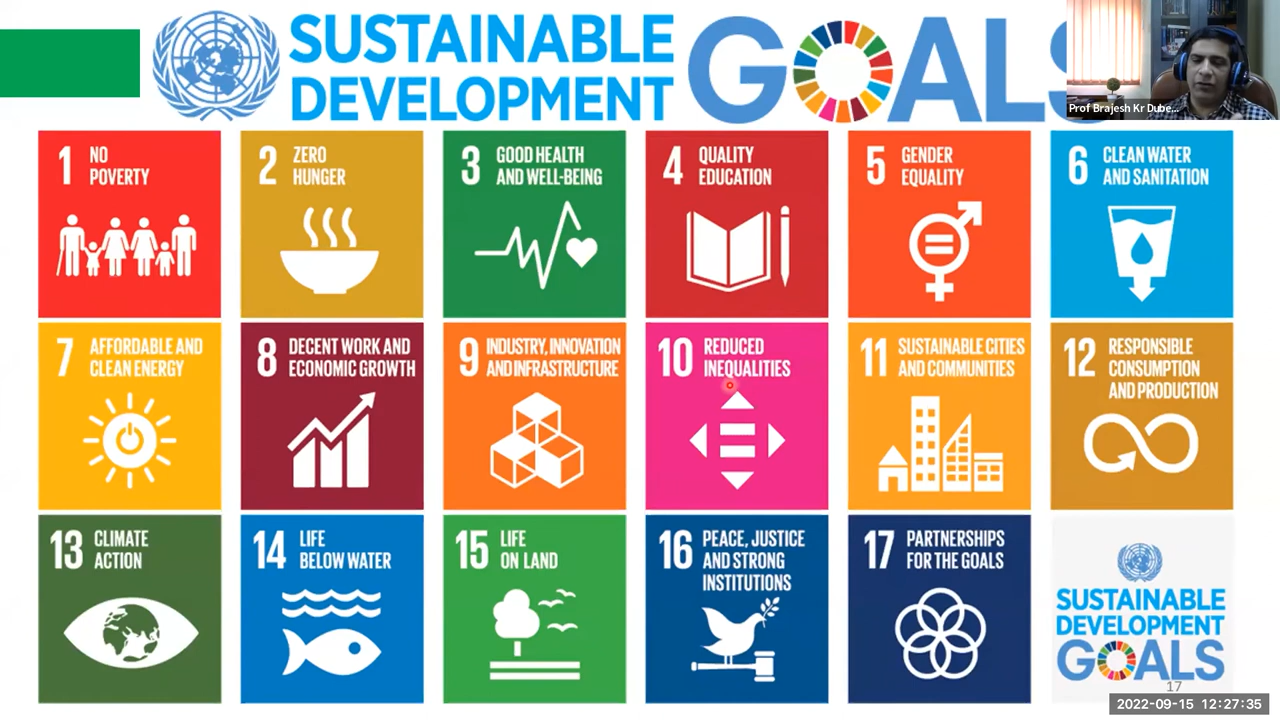 SUSTAINABLE
DEVELOPMENT
GOALS
Prof Brajesh Kr Dube...
1 NO
POVERTY
2 ZERO
HUNGER
3 GOOD HEALTH
AND WELL-BEING
4 QUALITY
EDUCATION
5 GENDER
EQUALITY
6 CLEAN WATER
AND SANITATION
7 AFFORDABLE AND
CLEAN ENERGY
8 DECENT WORK AND
ECONOMIC GROWTH
9 INDUSTRY, INNOVATION
AND INFRASTRUCTURE
10 REDUCED
INEQUALITIES
11 SUSTAINABLE CITIES
AND COMMUNITIES
12 RESPONSIBLE
CONSUMPTION
AND PRODUCTION
13 CLIMATE
ACTION
14 LIFE
BELOW WATER
15 LIFE
ON LAND
16 PEACE, JUSTICE
AND STRONG
INSTITUTIONS
17 PARTNERSHIPS
FOR THE GOALS
SUSTAINABLE
DEVELOPMENT
GOALS
17
2022-09-15 12:27:35